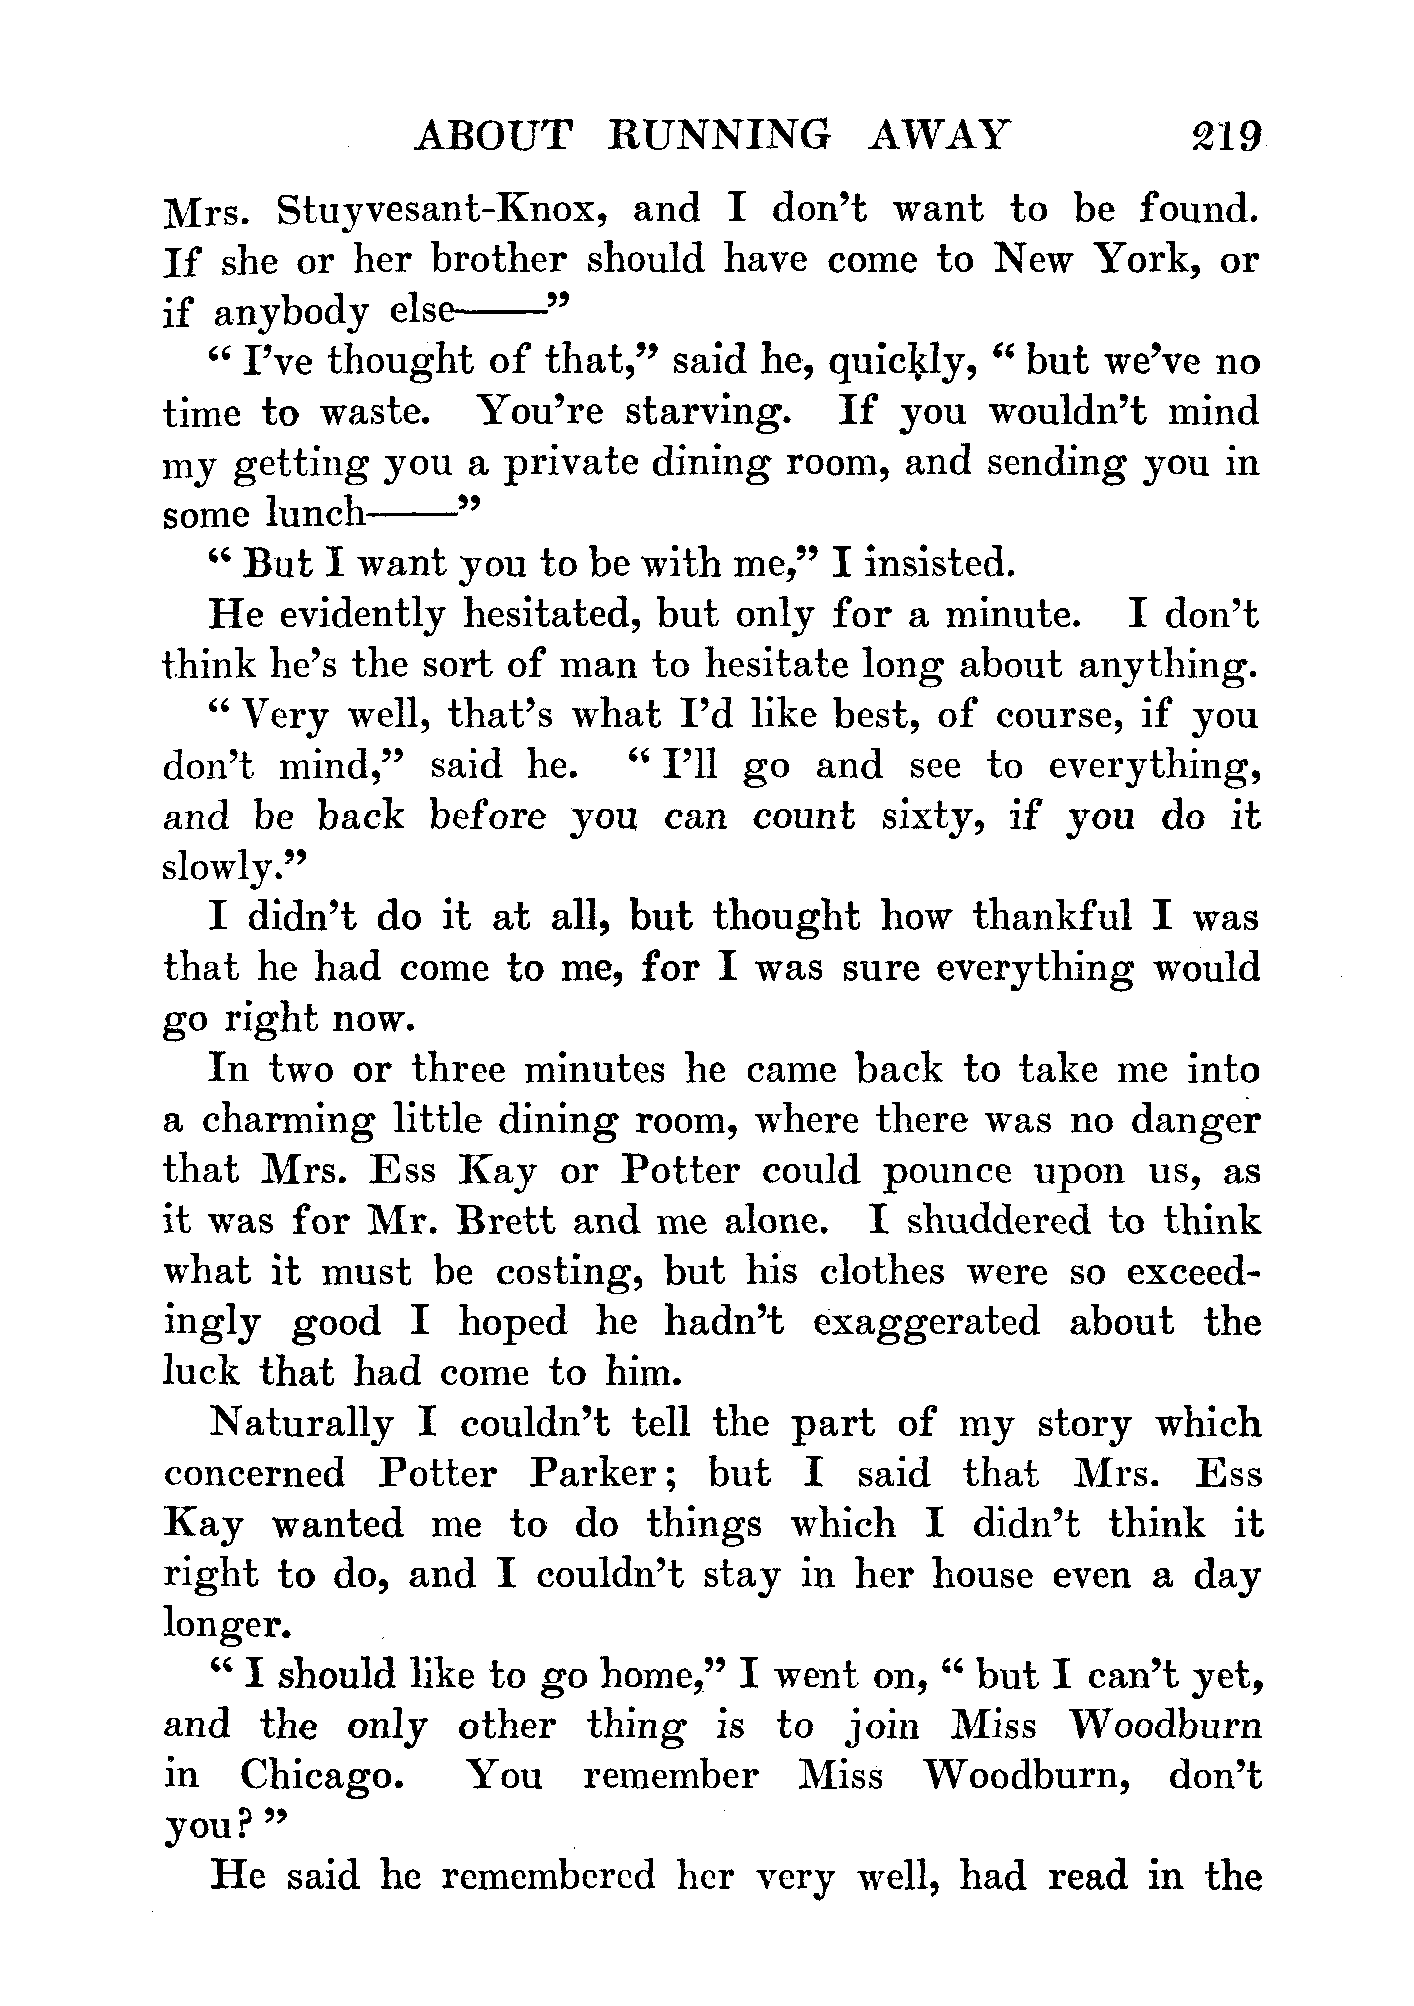 ABOUT RUNNING AWAY 219
Mrs. Stuyvesant-Knox, and I don't want to be found.
If she or her brother should have come to New York, or
if anybody else——"
" I've thought of that," said he, quickly, " but we've no
time to waste. You're starving. If you wouldn't mind
my getting you a private dining room, and sending you in
some lunch——"
" But I want you to be with me," I insisted.
He evidently hesitated, but only for a minute. I don't
think he's the sort of man to hesitate long about anything.
" Very well, that's what I'd like best, of course, if you
don't mind," said he. " I'll go and see to everything,
and be back before you can count sixty, if you do it
slowly."
I didn't do it at all, but thought how thankful I was
that he had come to me, for I was sure everything would
go right now.
In two or three minutes he came back to take me into
a charming little dining room, where there was no danger
that Mrs. Ess Kay or Potter could pounce upon us, as
it was for Mr. Brett and me alone. I shuddered to think
what it must be costing, but his clothes were so exceed-
ingly good I hoped he hadn't exaggerated about the
luck that had come to him.
Naturally I couldn't tell the part of my story which
concerned Potter Parker; but I said that Mrs. Ess
Kay wanted me to do things which I didn't think it
right to do, and I couldn't stay in her house even a day
longer.
" I should like to go home," I went on, " but I can't yet,
and the only other thing is to join Miss Woodburn
in Chicago. You remember Miss Woodburn, don't
you? "
He said he remembered her very well, had read in the